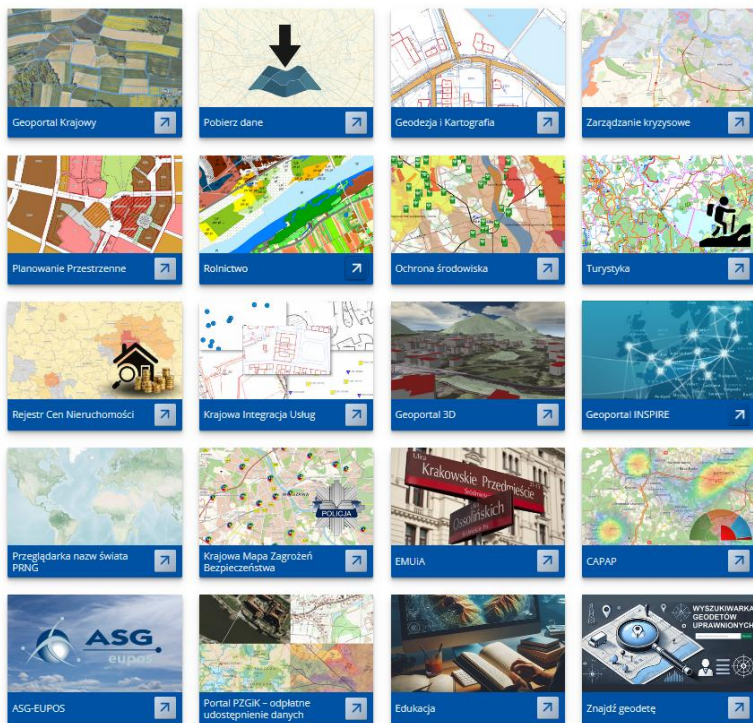 Geoportal Krajowy
Pobierz dane
Geodezja i Kartografia
Zarządzanie kryzysowe
Planowanie Przestrzenne
Rolnictwo
Ochrona środowiska
Turystyka
Rejestr Cen Nieruchomości
Krajowa Integracja Usług
Geoportal 3D
Geoportal INSPIRE
Przeglądarka nazw świata
PRNG
POLICJA
Krajowa Mapa Zagrożeń
Bezpieczeństwa
Ulica
Krakowskie Przedmieście
Śródmieście
Ulica
Ossolińskich
EMUiA
CAPAP
ASG
eupos
ASG-EUPOS
Portal PZGiK – odpłatne
udostępnienie danych
Edukacja
WYSZUKIWARKA
GEODETÓW
UPRAWNIONYCH
Znajdź geodetę